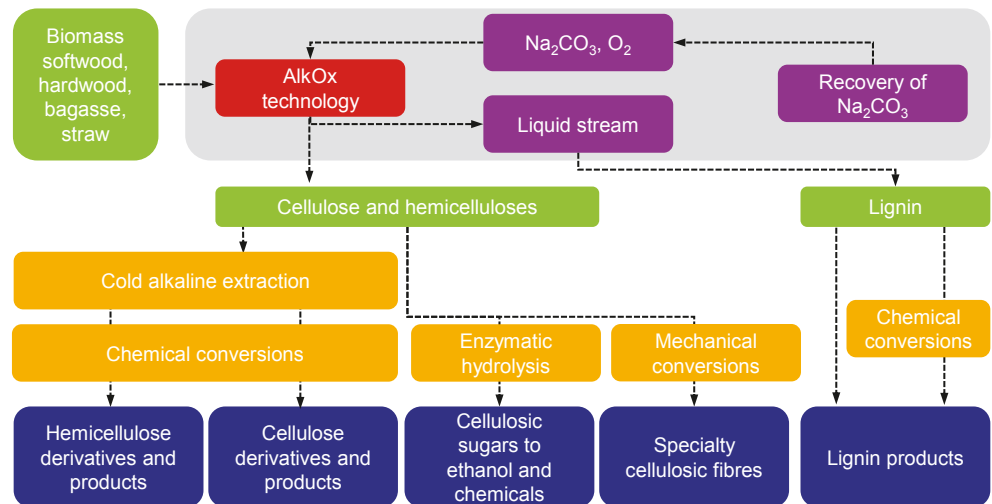 Biomass
softwood,
hardwood,
bagasse,
straw
AlkOx
technology
Na₂CO₃, O₂
Recovery of
Na₂CO₃
Liquid stream
Cellulose and hemicelluloses
Lignin
Cold alkaline extraction
Chemical conversions
Enzymatic
hydrolysis
Mechanical
conversions
Chemical
conversions
Hemicellulose
derivatives and
products
Cellulose
derivatives and
products
Cellulosic
sugars to
ethanol and
chemicals
Specialty
cellulosic fibres
Lignin products